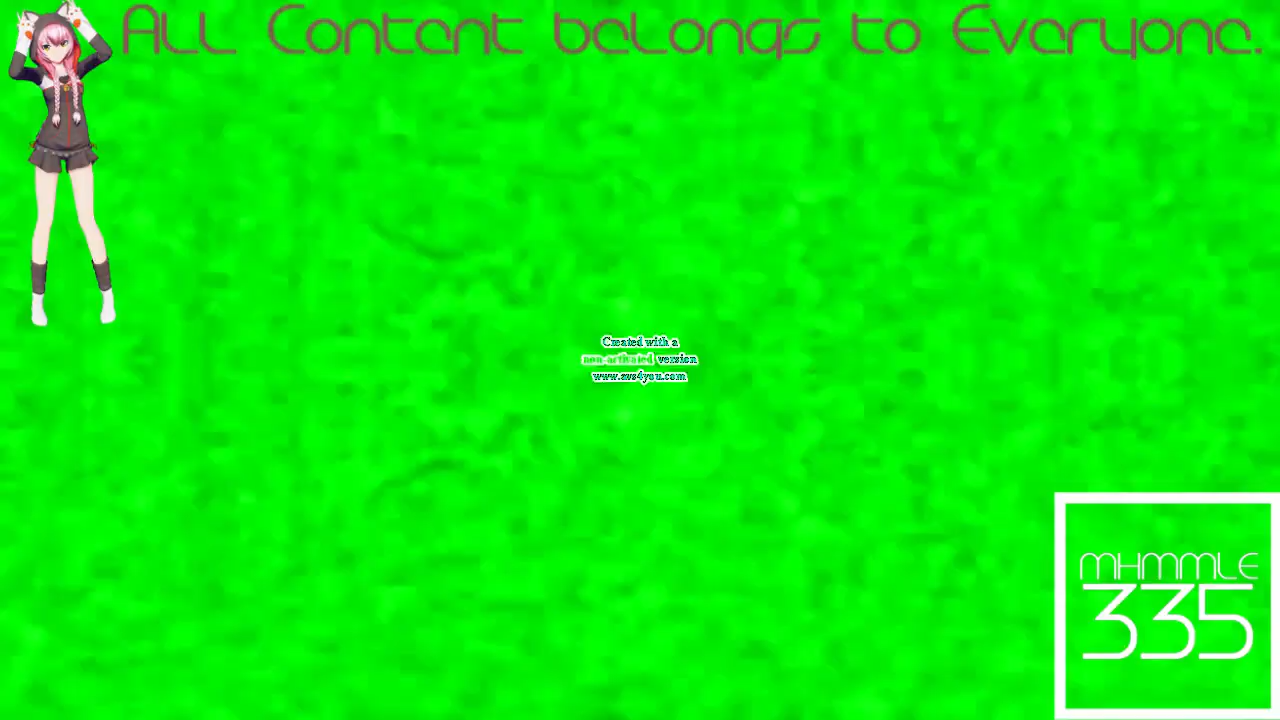 ALL Content belongs to Everyone.
Created with a
non-activated version
www.avs4you.com
MHMMLE
335